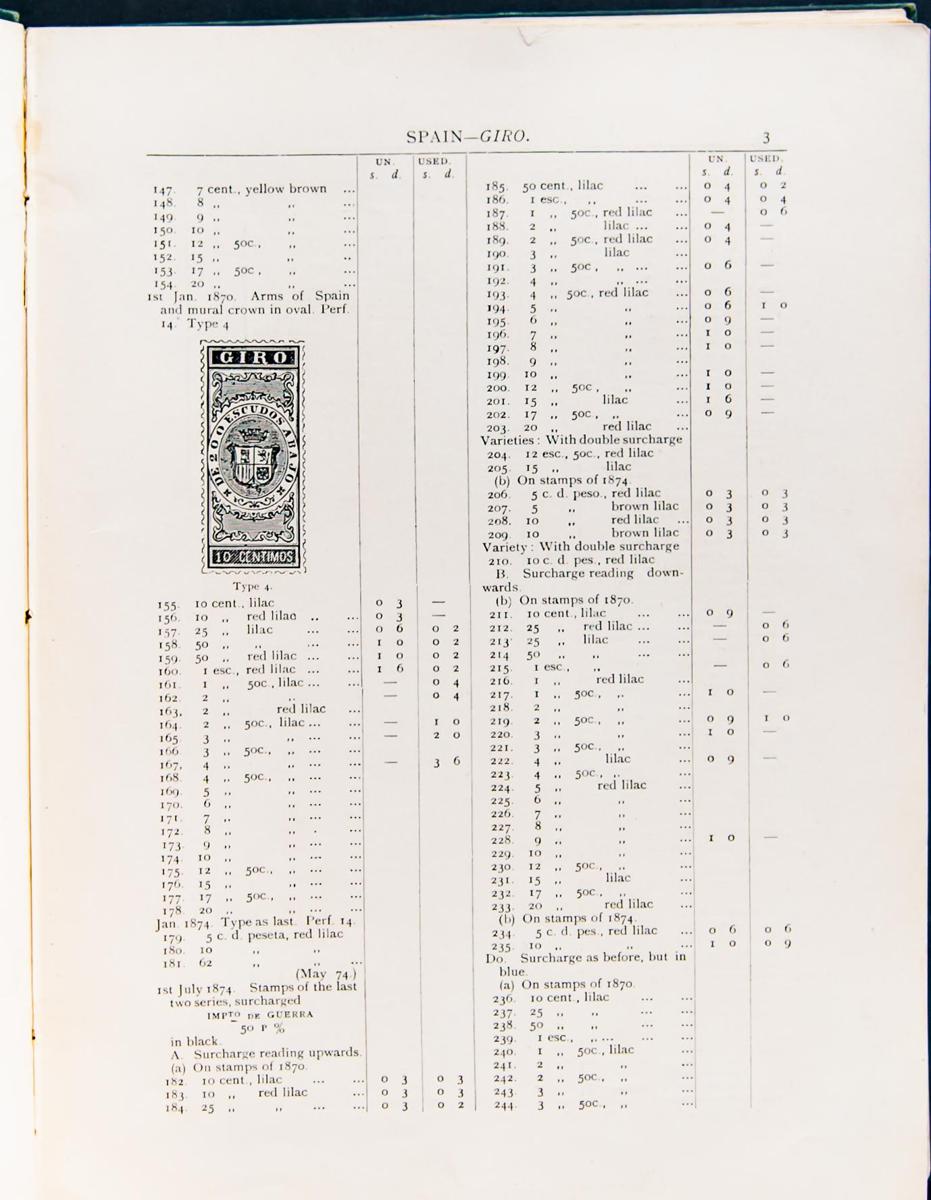 SPAIN—GIRO.
3
UN. USED.
s. d. s. d.
147. 7 cent., yellow brown ...
148. 8 ,, ,, ...
149. 9 ,, ,, ...
150. 10 ,, ,, ...
151. 12 ,, 50c., ,, ...
152. 15 ,, ,, ..
153. 17 ,, 50c , ,, ...
154. 20 ,, ,, ...
1st Jan. 1870. Arms of Spain
and mural crown in oval. Perf.
14. Type 4
GIRO
DE 200 ESCUDOS ABAJO
10 CENTIMOS
Type 4.
155. 10 cent., lilac 0 3 —
156. 10 ,, red lilac .. ... 0 3 —
157. 25 ,, lilac ... ... 0 6 0 2
158. 50 ,, ,, ... ... 1 0 0 2
159. 50 ,, red lilac ... ... 1 0 0 2
160. 1 esc., red lilac ... ... 1 6 0 2
161. 1 ,, 50c., lilac ... ... — 0 4
162. 2 ,, ,, — 0 4
163, 2 ,, red lilac ...
164. 2 ,, 50c., lilac ... ... — 1 0
165. 3 ,, ,, ... ... — 2 0
166. 3 ,, 50c., ,, ... ...
167, 4 ,, ,, ... ... — 3 6
168. 4 ,, 50c., ,, ... ...
169. 5 ,, ,, ... ...
170. 6 ,, ,, ... ...
171. 7 ,, ,, ... ...
172. 8 ,, ,, . ...
173. 9 ,, ,, ... ...
174. 10 ,, ,, ... ...
175. 12 ,, 50c., ,, ... ...
176. 15 ,, ,, ... ...
177. 17 ,, 50c., ,, ... ...
178. 20 ,, ,, ... ...
Jan. 1874. Type as last. Perf. 14.
179. 5 c. d. peseta, red lilac
180. 10 ,, ,,
181. 62 ,, ,, ...
(May 74.)
1st July 1874. Stamps of the last
two series, surcharged
IMPTO DE GUERRA
50 P %
in black.
A. Surcharge reading upwards.
(a) On stamps of 1870.
182. 10 cent., lilac ... ... 0 3 0 3
183. 10 ,, red lilac ... 0 3 0 3
184. 25 ,, ,, ... ... 0 3 0 2
UN. USED.
s. d. s. d.
185. 50 cent., lilac ... ... 0 4 0 2
186. 1 esc., ,, ... ... 0 4 0 4
187. 1 ,, 50c., red lilac ... — 0 6
188. 2 ,, lilac ... ... 0 4 —
189. 2 ,, 50c., red lilac ... 0 4 —
190. 3 ,, lilac
191. 3 ,, 50c , ,, ... ... 0 6 —
192. 4 ,, ,, ... ...
193. 4 ,, 50c., red lilac ... 0 6 —
194. 5 ,, ,, ... 0 6 1 0
195. 6 ,, ,, ... 0 9 —
196. 7 ,, ,, ... 1 0 —
197. 8 ,, ,, ... 1 0 —
198. 9 ,, ,, ...
199. 10 ,, ,, ... 1 0 —
200. 12 ,, 50c , ,, ... 1 0 —
201. 15 ,, lilac ... 1 6 —
202. 17 ,, 50c , ,, ... 0 9 —
203. 20 ,, red lilac ...
Varieties : With double surcharge
204. 12 esc., 50c., red lilac
205. 15 ,, lilac
(b) On stamps of 1874.
206. 5 c. d. peso., red lilac 0 3 0 3
207. 5 ,, brown lilac 0 3 0 3
208. 10 ,, red lilac ... 0 3 0 3
209. 10 ,, brown lilac 0 3 0 3
Variety : With double surcharge
210. 10 c. d. pes., red lilac
B. Surcharge reading down-
wards.
(b) On stamps of 1870.
211. 10 cent., lilac ... ... 0 9 —
212. 25 ,, red lilac ... ... — 0 6
213 25 ,, lilac ... ... — 0 6
214 50 ,, ,, ... ...
215. 1 esc., ,, — 0 6
216. 1 ,, red lilac
217. 1 ,, 50c., ,, ... 1 0 —
218. 2 ,, ,, ...
219. 2 ,, 50c., ,, ... 0 9 1 0
220. 3 ,, ,, ... 1 0 —
221. 3 ,, 50c., ,, ...
222. 4 ,, lilac ... 0 9 —
223. 4 ,, 50c., ,, ...
224. 5 ,, red lilac ...
225. 6 ,, ,, ...
226. 7 ,, ,, ...
227. 8 ,, ,, ...
228. 9 ,, ,, ... 1 0 —
229. 10 ,, ,, ...
230. 12 ,, 50c., ,, ...
231. 15 ,, lilac ...
232. 17 ,, 50c., ,, ...
233. 20 ,, red lilac ...
(b) On stamps of 1874.
234. 5 c. d. pes., red lilac ... 0 6 0 6
235. 10 ,, ,, ... 1 0 0 9
Do. Surcharge as before, but in
blue.
(a) On stamps of 1870.
236. 10 cent., lilac ... ...
237. 25 ,, ,, ... ...
238. 50 ,, ,, ... ...
239. 1 esc., ,, ... ... ...
240. 1 ,, 50c., lilac ...
241. 2 ,, ,, ...
242. 2 ,, 50c., ,, ...
243. 3 ,, ,, ...
244. 3 ,, 50c., ,, ...